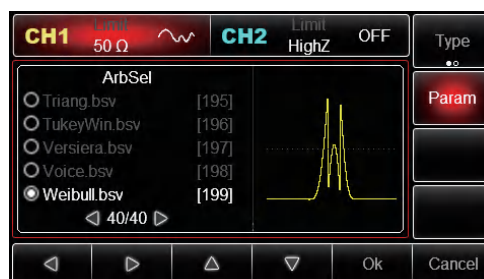 CH1 Limit 50 Ω CH2 Limit HighZ OFF
Type
ArbSel
Triang.bsv [195]
Param
TukeyWin.bsv [196]
Versiera.bsv [197]
Voice.bsv [198]
Weibull.bsv [199]
40/40
Ok Cancel